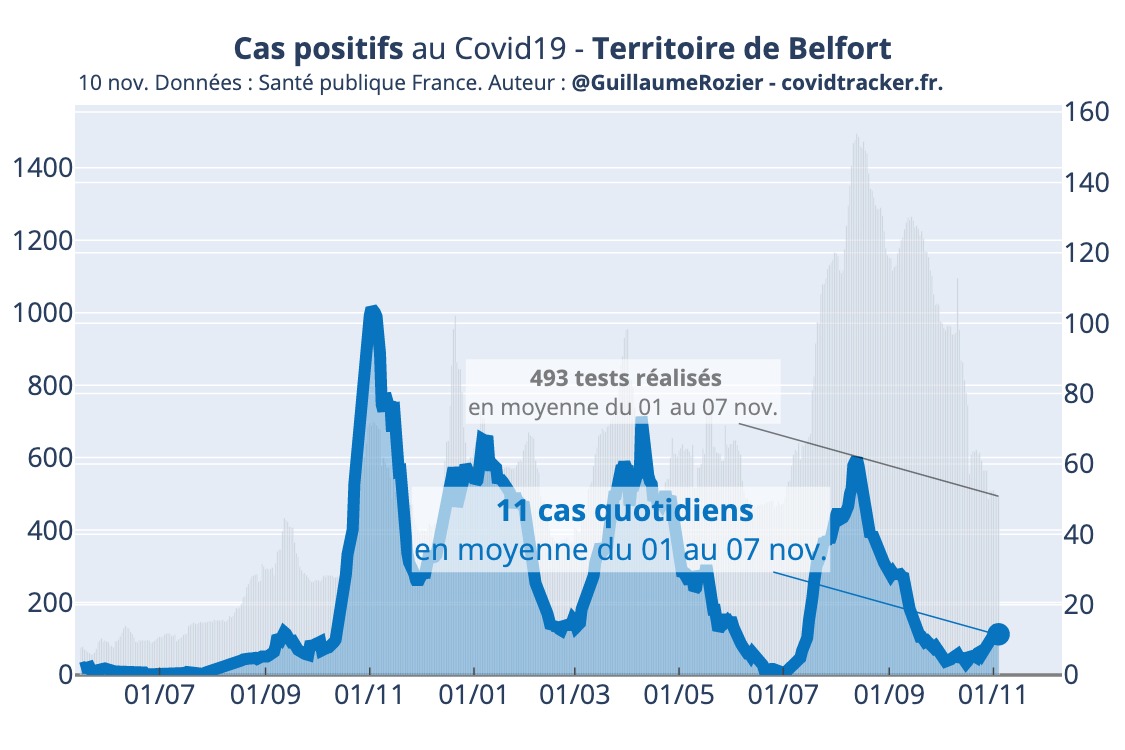 Cas positifs au Covid19 - Territoire de Belfort
10 nov. Données : Santé publique France. Auteur : @GuillaumeRozier - covidtracker.fr.
160
1400
140
1200
120
1000
100
800
80
493 tests réalisés
en moyenne du 01 au 07 nov.
600
60
11 cas quotidiens
en moyenne du 01 au 07 nov.
400
40
200
20
0
0
01/07 01/09 01/11 01/01 01/03 01/05 01/07 01/09 01/11